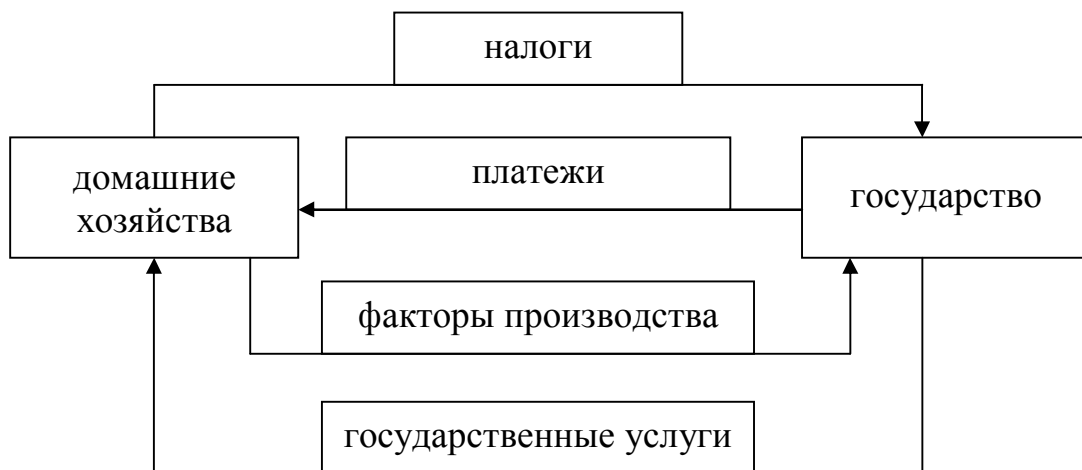 налоги
домашние
хозяйства
платежи
государство
факторы производства
государственные услуги